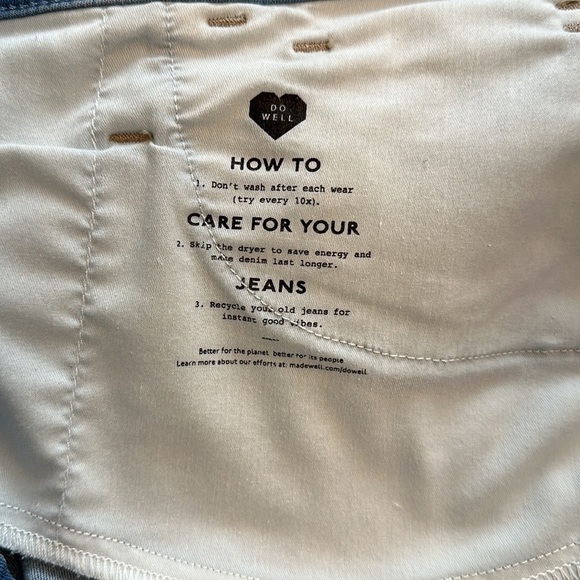 DO
WELL
HOW TO
1. Don't wash after each wear
(try every 10x).
CARE FOR YOUR
2. Skip the dryer to save energy and
make denim last longer.
JEANS
3. Recycle your old jeans for
instant good vibes.
Better for the planet, better for its people
Learn more about our efforts at: madewell.com/dowell